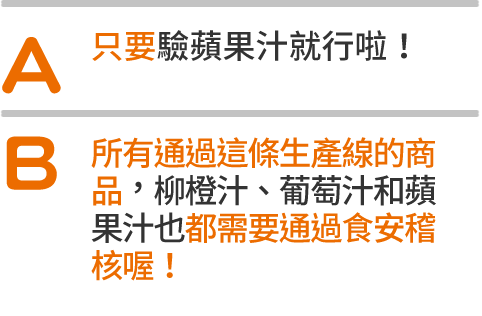 A
只要驗蘋果汁就行啦！
B
所有通過這條生產線的商
品，柳橙汁、葡萄汁和蘋
果汁也都需要通過食安稽
核喔！